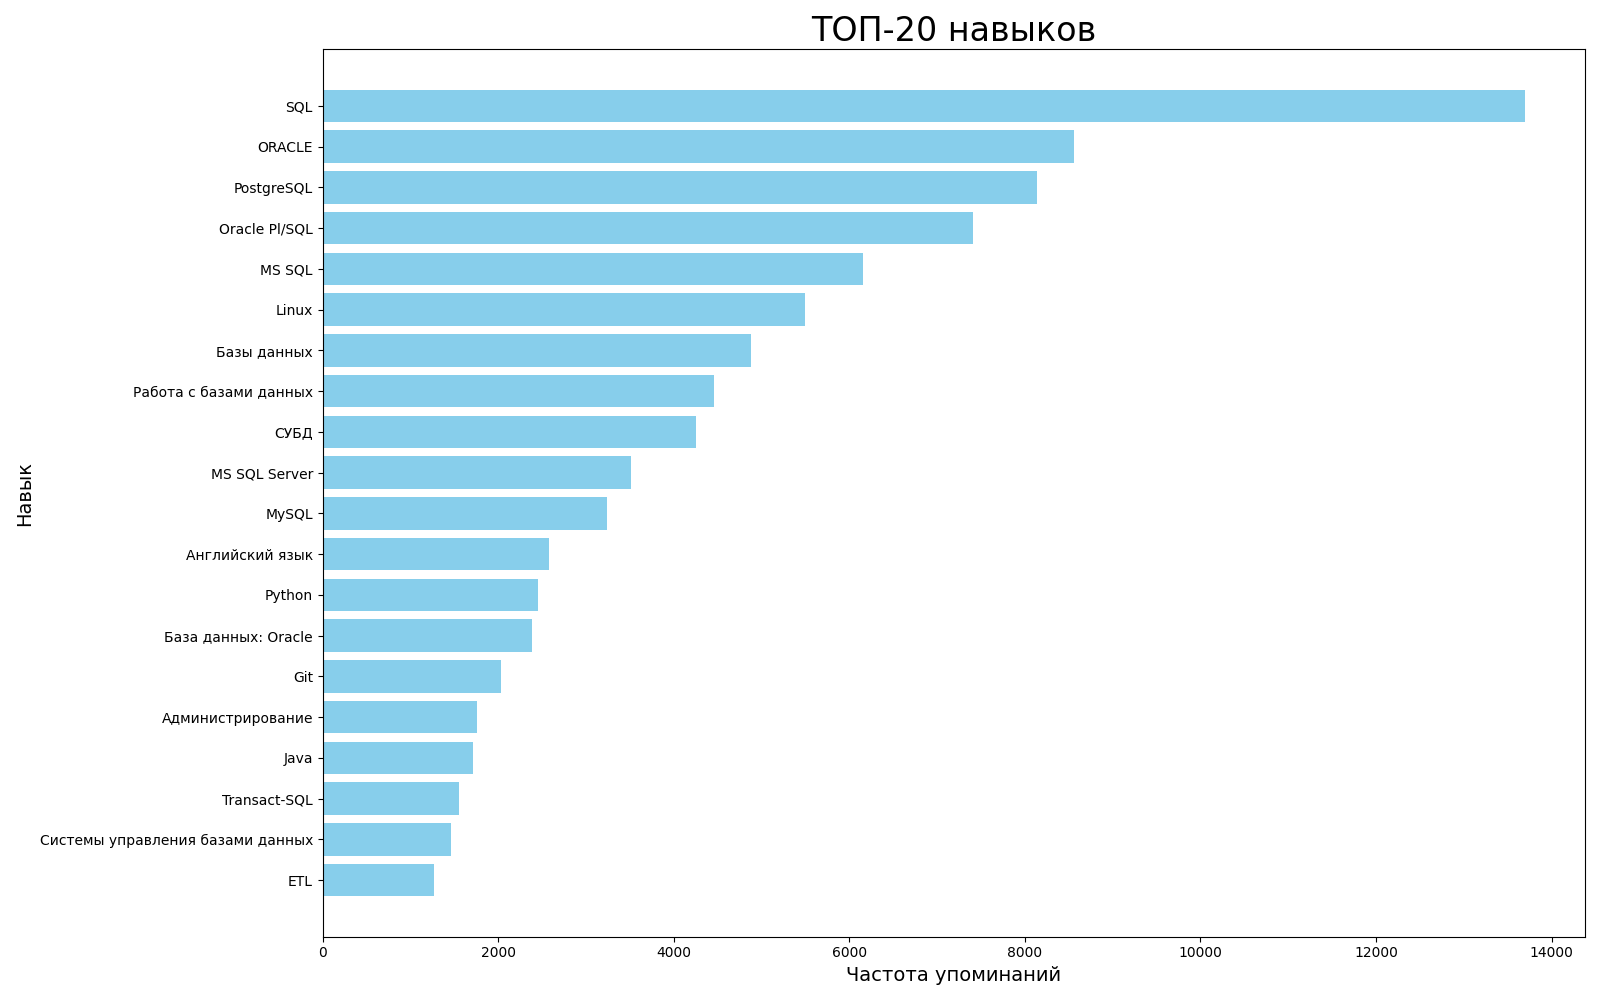 ТОП-20 навыков
SQL
ORACLE
PostgreSQL
Oracle Pl/SQL
MS SQL
Linux
Базы данных
Работа с базами данных
СУБД
MS SQL Server
MySQL
Английский язык
Python
База данных: Oracle
Git
Администрирование
Java
Transact-SQL
Системы управления базами данных
ETL
Навык
0 2000 4000 6000 8000 10000 12000 14000
Частота упоминаний